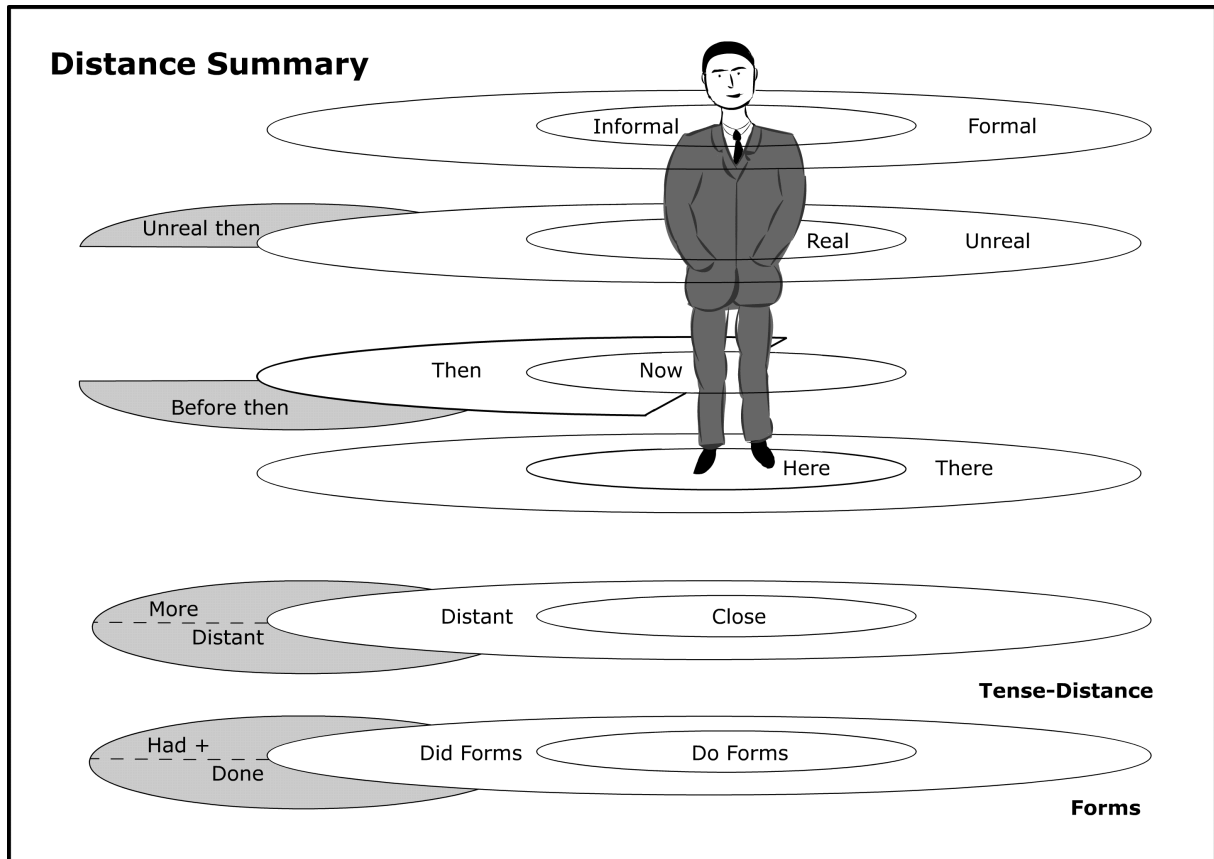 Distance Summary
Informal
Formal
Unreal then
Real
Unreal
Then
Now
Before then
Here
There
More
Distant
Distant
Close
Tense-Distance
Had +
Done
Did Forms
Do Forms
Forms